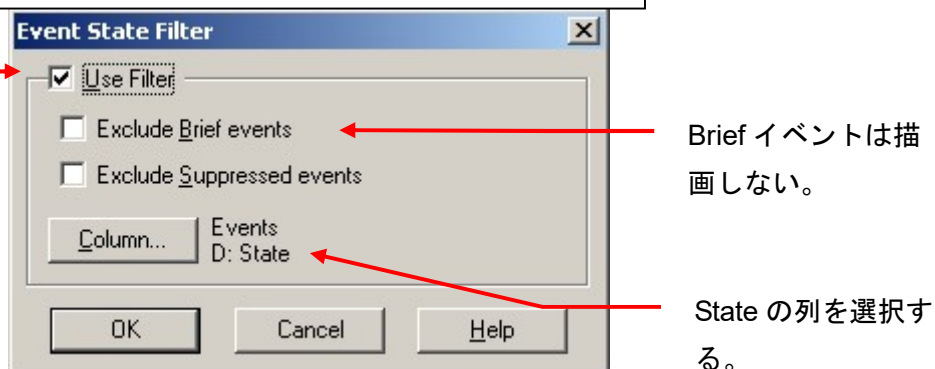 Event State Filter
Use Filter
Exclude Brief events
Exclude Suppressed events
Column...
Events
D: State
OK
Cancel
Help
Brief イベントは描
画しない。
State の列を選択す
る。